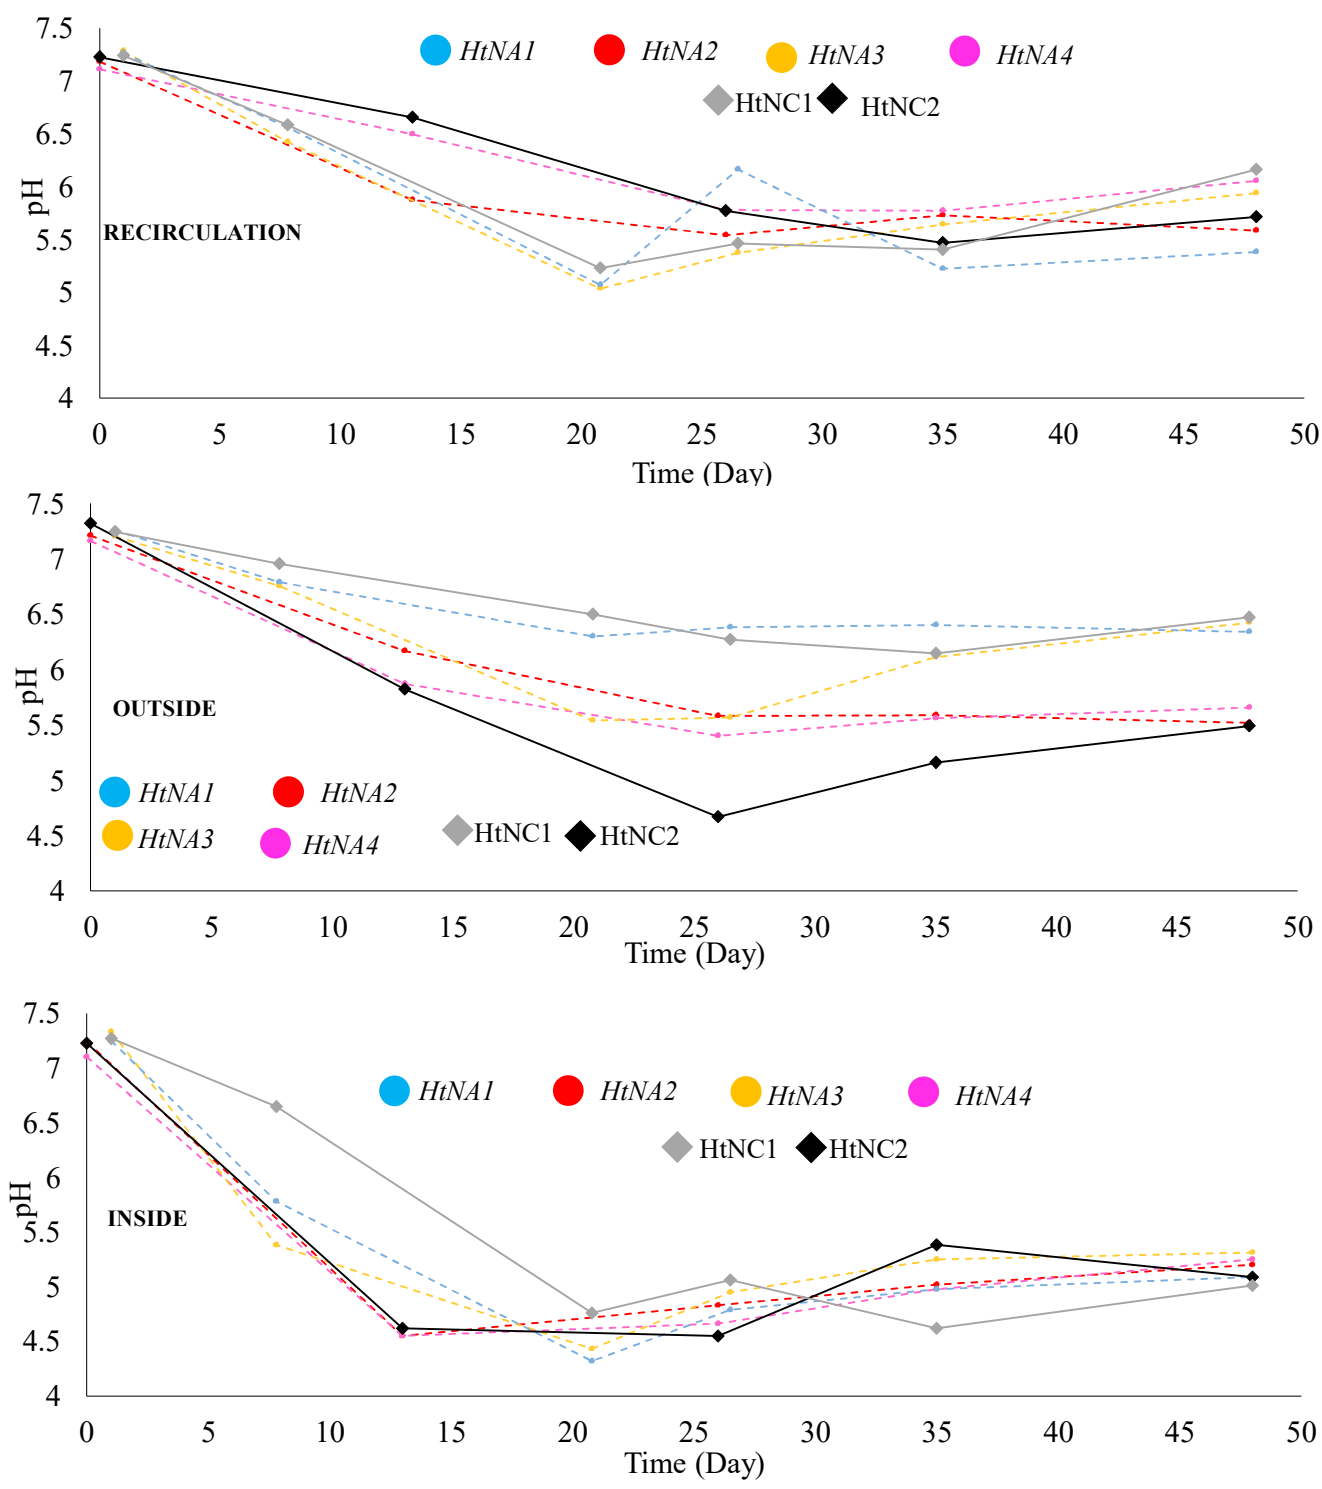 7.5
HtNA1 HtNA2 HtNA3 HtNA4
7
HtNC1 HtNC2
6.5
6
pH
RECIRCULATION
5.5
5
4.5
4
0 5 10 15 20 25 30 35 40 45 50
Time (Day)
7.5
7
6.5
6
pH
OUTSIDE
5.5
5
HtNA1 HtNA2
4.5
HtNA3 HtNA4 HtNC1 HtNC2
4
0 5 10 15 20 25 30 35 40 45 50
Time (Day)
7.5
7
HtNA1 HtNA2 HtNA3 HtNA4
6.5
HtNC1 HtNC2
6
pH
INSIDE
5.5
5
4.5
4
0 5 10 15 20 25 30 35 40 45 50
Time (Day)